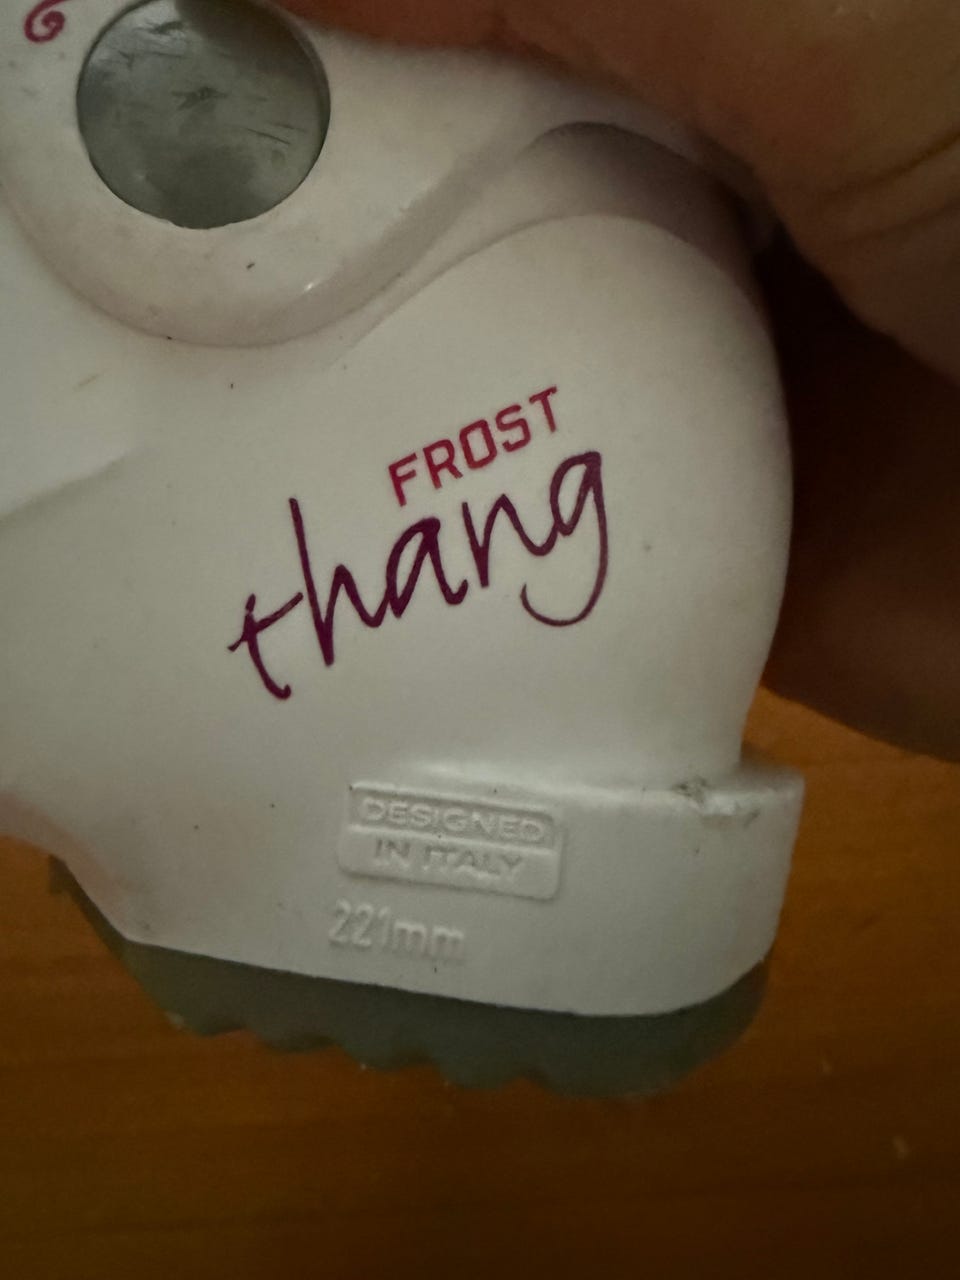 FROST
thang
DESIGNED
IN ITALY
221mm